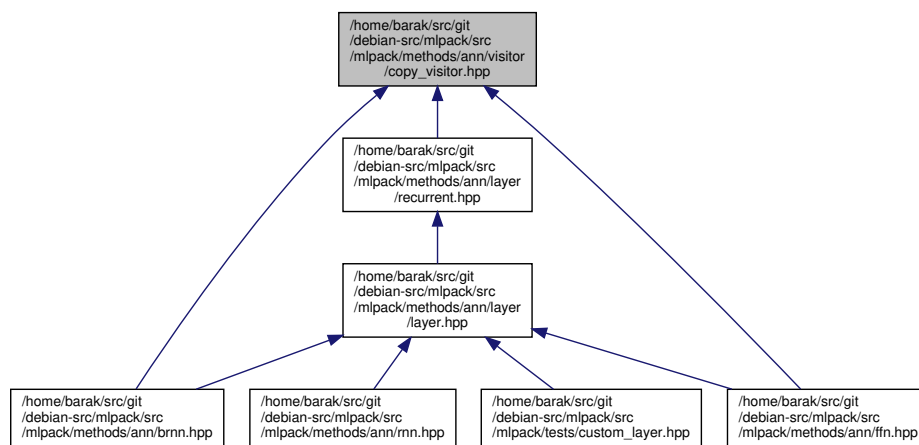 /home/barak/src/git
/debian-src/mlpack/src
/mlpack/methods/ann/visitor
/copy_visitor.hpp
/home/barak/src/git
/debian-src/mlpack/src
/mlpack/methods/ann/layer
/recurrent.hpp
/home/barak/src/git
/debian-src/mlpack/src
/mlpack/methods/ann/layer
/layer.hpp
/home/barak/src/git
/debian-src/mlpack/src
/mlpack/methods/ann/brnn.hpp
/home/barak/src/git
/debian-src/mlpack/src
/mlpack/methods/ann/rnn.hpp
/home/barak/src/git
/debian-src/mlpack/src
/mlpack/tests/custom_layer.hpp
/home/barak/src/git
/debian-src/mlpack/src
/mlpack/methods/ann/ffn.hpp